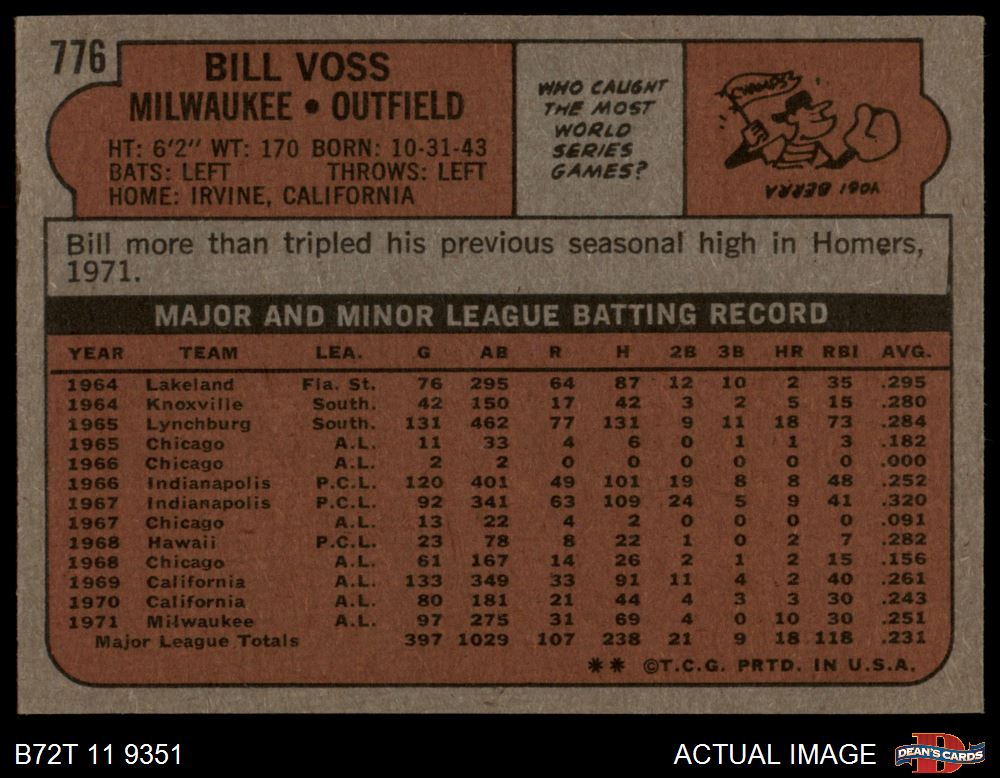 776
BILL VOSS
MILWAUKEE • OUTFIELD
HT: 6'2" WT: 170 BORN: 10-31-43
BATS: LEFT THROWS: LEFT
HOME: IRVINE, CALIFORNIA
WHO CAUGHT
THE MOST
WORLD
SERIES
GAMES?
CHAMPS
YOGI BERRA
Bill more than tripled his previous seasonal high in Homers,
1971.
MAJOR AND MINOR LEAGUE BATTING RECORD
YEAR TEAM LEA. G AB R H 2B 3B HR RBI AVG.
1964 Lakeland Fla. St. 76 295 64 87 12 10 2 35 .295
1964 Knoxville South. 42 150 17 42 3 2 5 15 .280
1965 Lynchburg South. 131 462 77 131 9 11 18 73 .284
1965 Chicago A.L. 11 33 4 6 0 1 1 3 .182
1966 Chicago A.L. 2 2 0 0 0 0 0 0 .000
1966 Indianapolis P.C.L. 120 401 49 101 19 8 8 48 .252
1967 Indianapolis P.C.L. 92 341 63 109 24 5 9 41 .320
1967 Chicago A.L. 13 22 4 2 0 0 0 0 .091
1968 Hawaii P.C.L. 23 78 8 22 1 0 2 7 .282
1968 Chicago A.L. 61 167 14 26 2 1 2 15 .156
1969 California A.L. 133 349 33 91 11 4 2 40 .261
1970 California A.L. 80 181 21 44 4 3 3 30 .243
1971 Milwaukee A.L. 97 275 31 69 4 0 10 30 .251
Major League Totals 397 1029 107 238 21 9 18 118 .231
** ©T.C.G. PRTD. IN U.S.A.
B72T 11 9351
ACTUAL IMAGE
DEAN'S CARDS